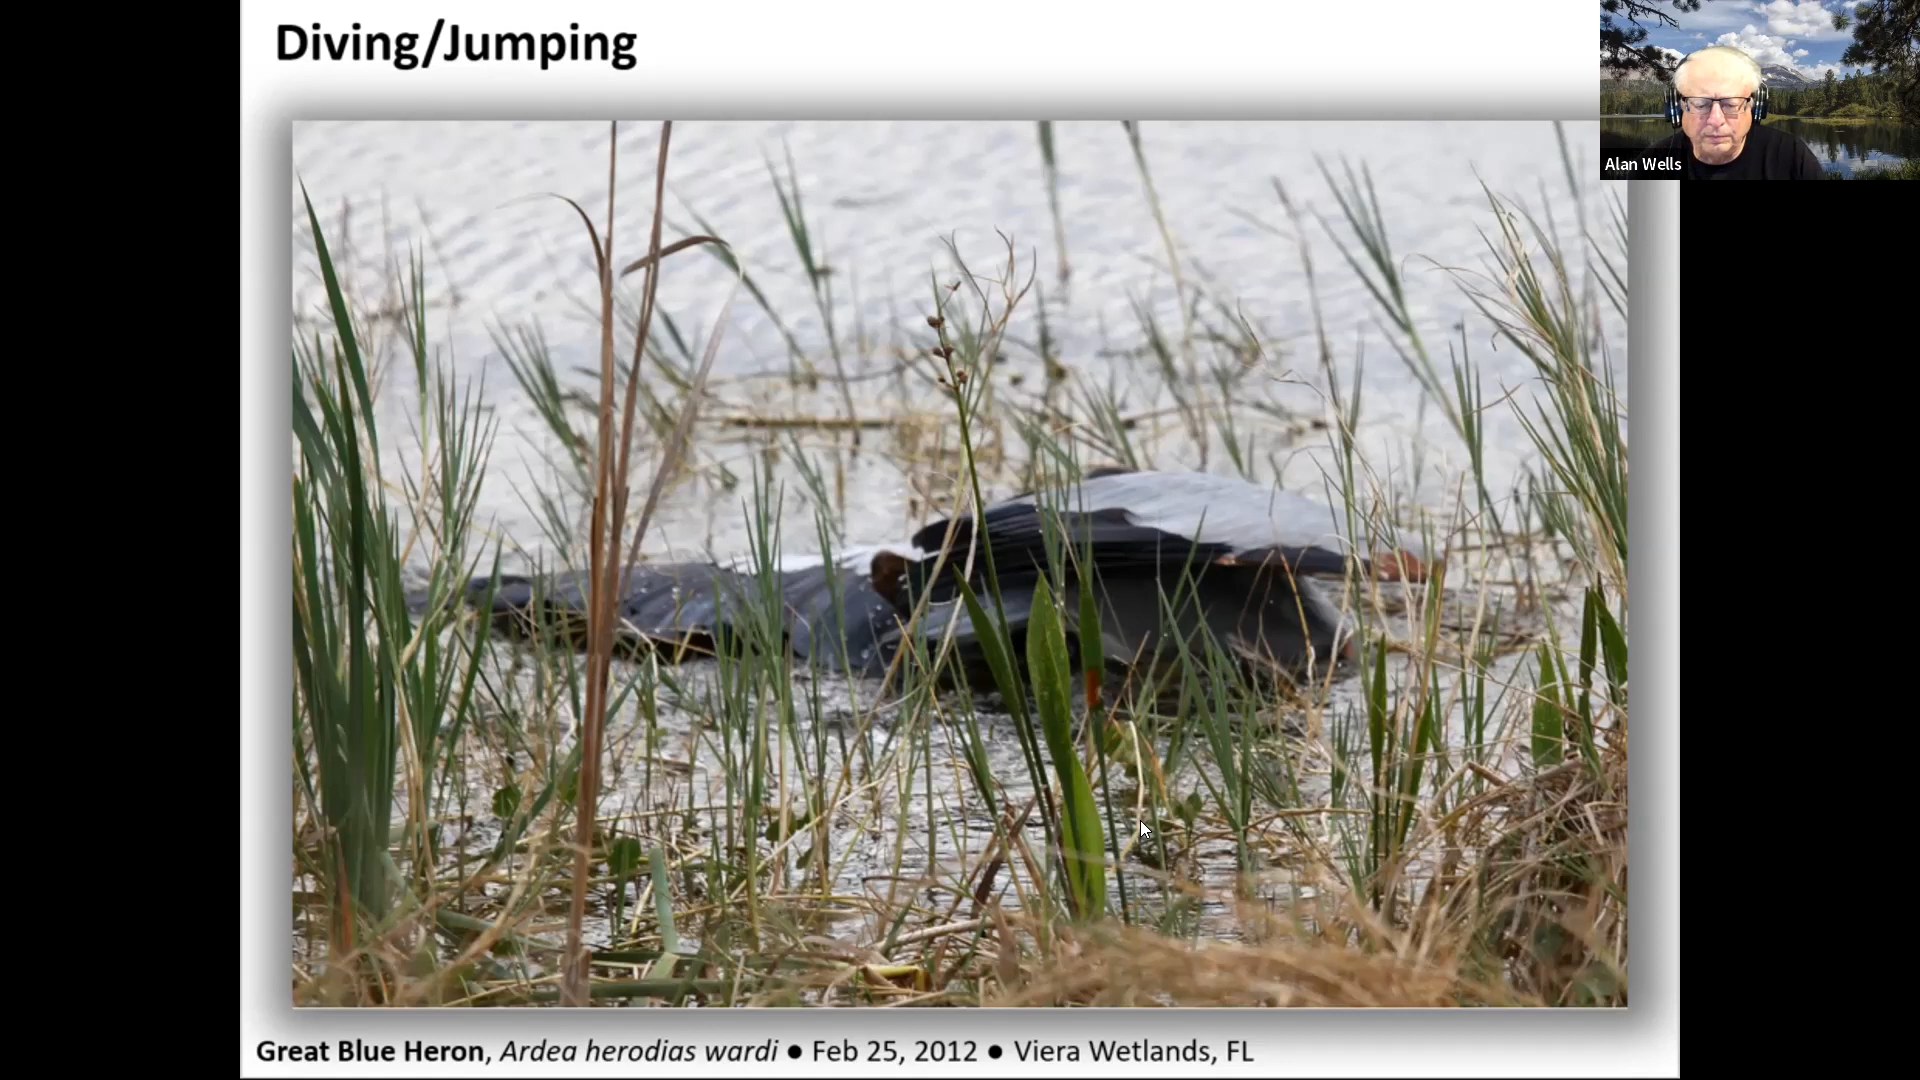 Diving/Jumping
Alan Wells
Great Blue Heron, Ardea herodias wardi ● Feb 25, 2012 ● Viera Wetlands, FL